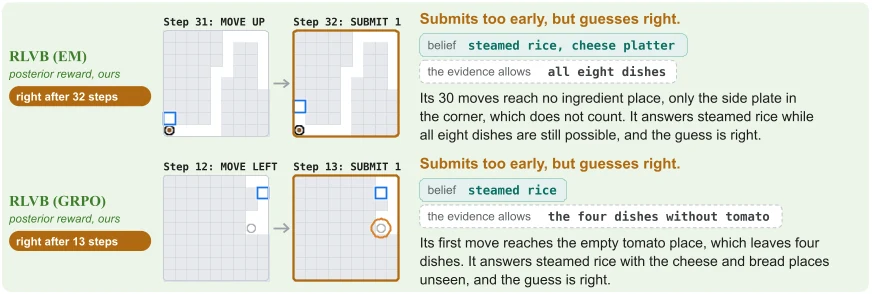 Step 31: MOVE UP
Step 32: SUBMIT 1
Submits too early, but guesses right.
RLVB (EM)
posterior reward, ours
right after 32 steps
belief steamed rice, cheese platter
the evidence allows all eight dishes
Its 30 moves reach no ingredient place, only the side plate in
the corner, which does not count. It answers steamed rice while
all eight dishes are still possible, and the guess is right.
Step 12: MOVE LEFT
Step 13: SUBMIT 1
Submits too early, but guesses right.
RLVB (GRPO)
posterior reward, ours
right after 13 steps
belief steamed rice
the evidence allows the four dishes without tomato
Its first move reaches the empty tomato place, which leaves four
dishes. It answers steamed rice with the cheese and bread places
unseen, and the guess is right.